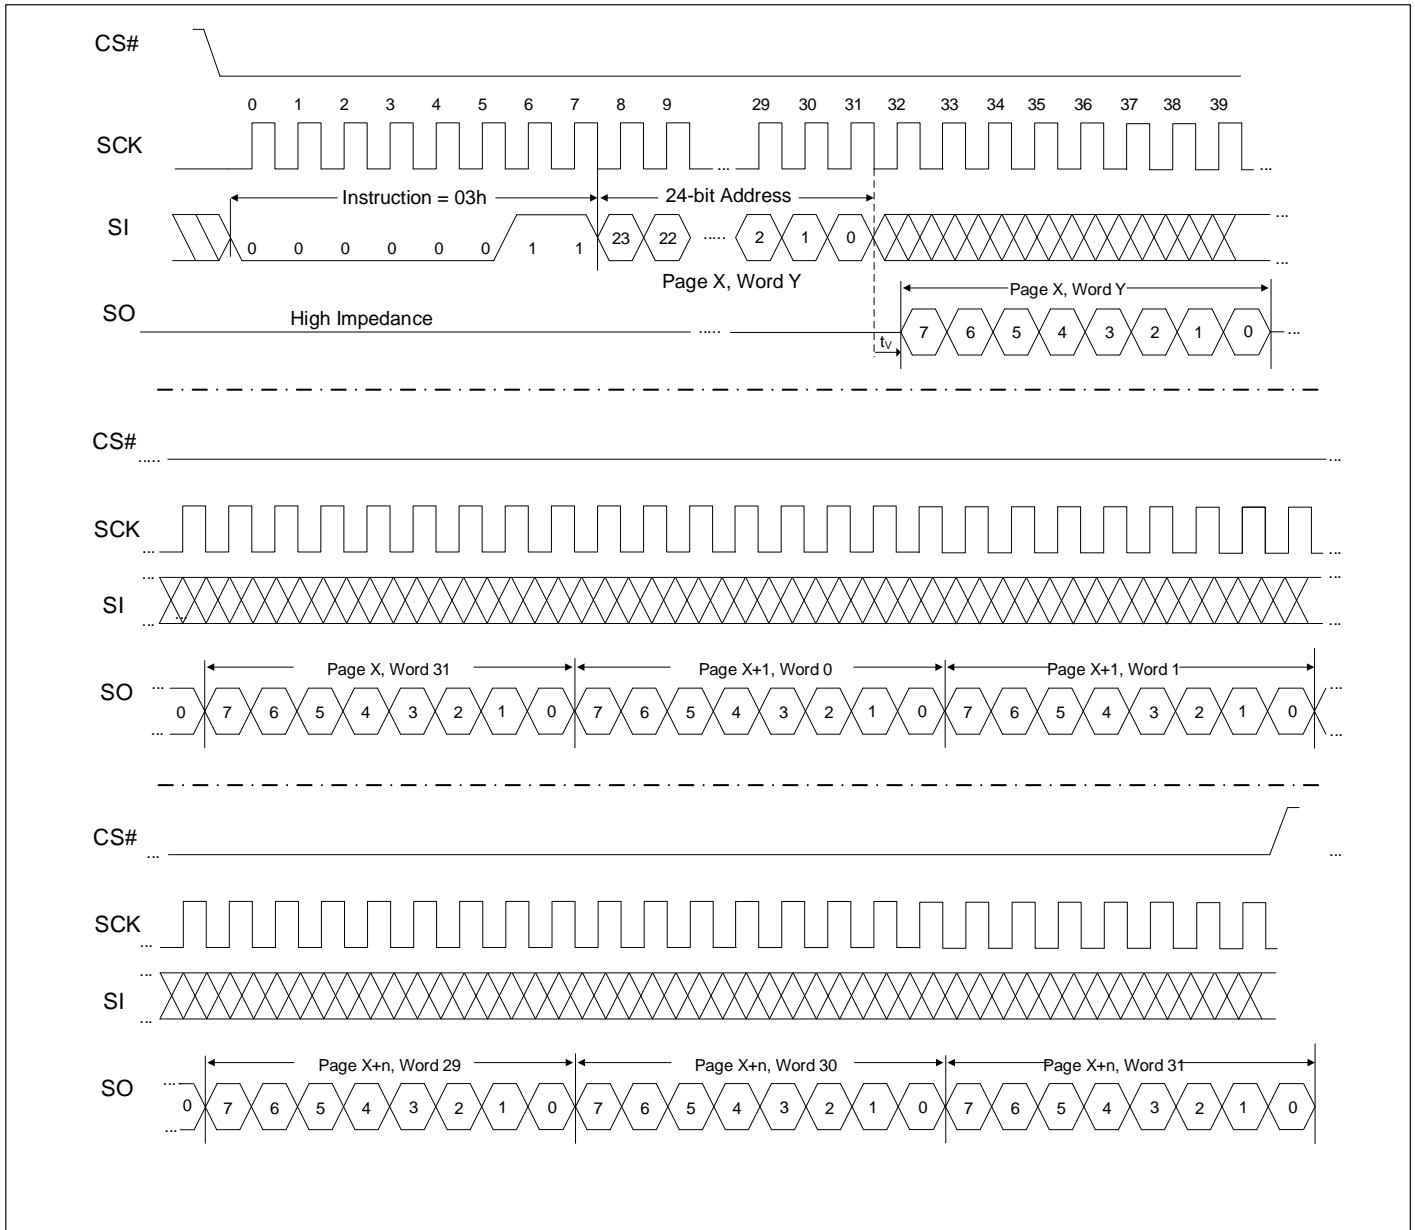 CS#
0 1 2 3 4 5 6 7 8 9 29 30 31 32 33 34 35 36 37 38 39
SCK ... ...
Instruction = 03h 24-bit Address
SI 0 0 0 0 0 0 1 1 23 22 ..... 2 1 0 ... ...
Page X, Word Y
Page X, Word Y
SO High Impedance ..... tV 7 6 5 4 3 2 1 0 ...
CS# ..... ...
SCK ... ...
SI ... ... ... ... ...
Page X, Word 31 Page X+1, Word 0 Page X+1, Word 1
SO ... ... 0 7 6 5 4 3 2 1 0 7 6 5 4 3 2 1 0 7 6 5 4 3 2 1 0 ... ...
CS# ... ...
SCK ...
SI ... ...
Page X+n, Word 29 Page X+n, Word 30 Page X+n, Word 31
SO ... ... 0 7 6 5 4 3 2 1 0 7 6 5 4 3 2 1 0 7 6 5 4 3 2 1 0